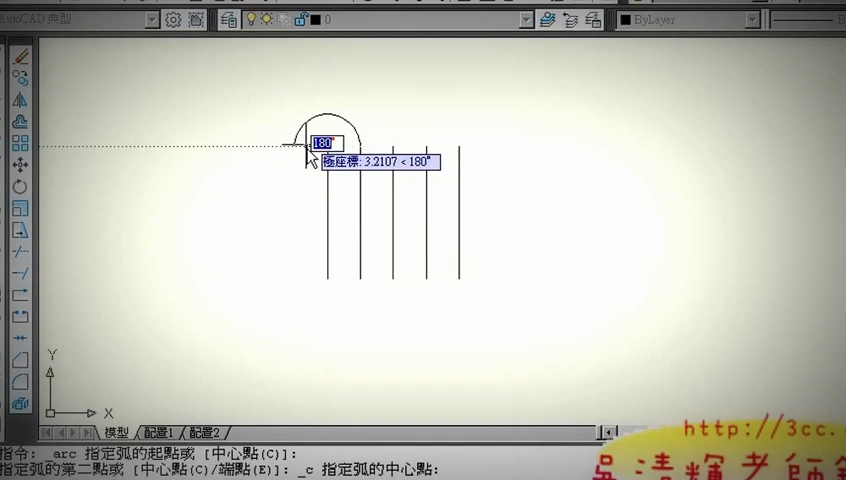 AutoCAD 典型
0
ByLayer
180°
極座標: 3.2107 < 180°
Y
X
模型 配置1 配置2
指令: _arc 指定弧的起點或 [中心點(C)]:
指定弧的第二點或 [中心點(C)/端點(E)]: _c 指定弧的中心點:
http://3cc.
吳清輝老師